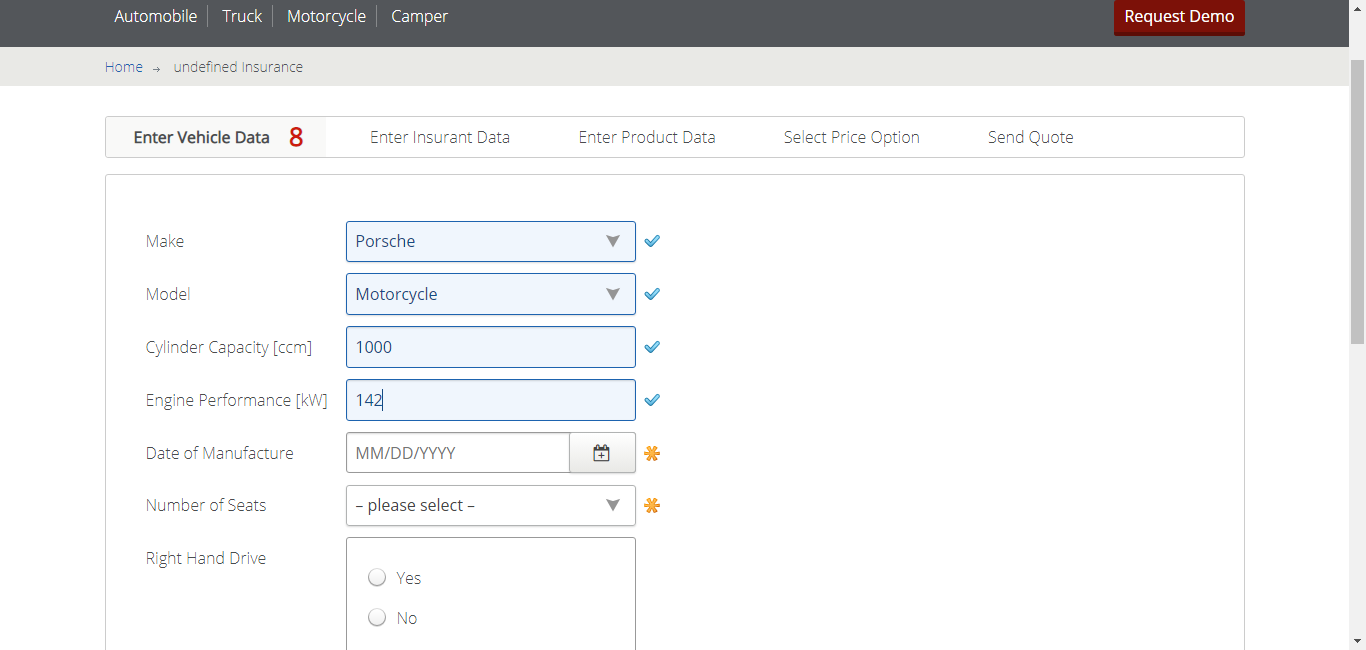 Automobile Truck Motorcycle Camper Request Demo
Home → undefined Insurance
Enter Vehicle Data 8 Enter Insurant Data Enter Product Data Select Price Option Send Quote
Make Porsche
Model Motorcycle
Cylinder Capacity [ccm] 1000
Engine Performance [kW] 142
Date of Manufacture MM/DD/YYYY
Number of Seats – please select –
Right Hand Drive
Yes
No